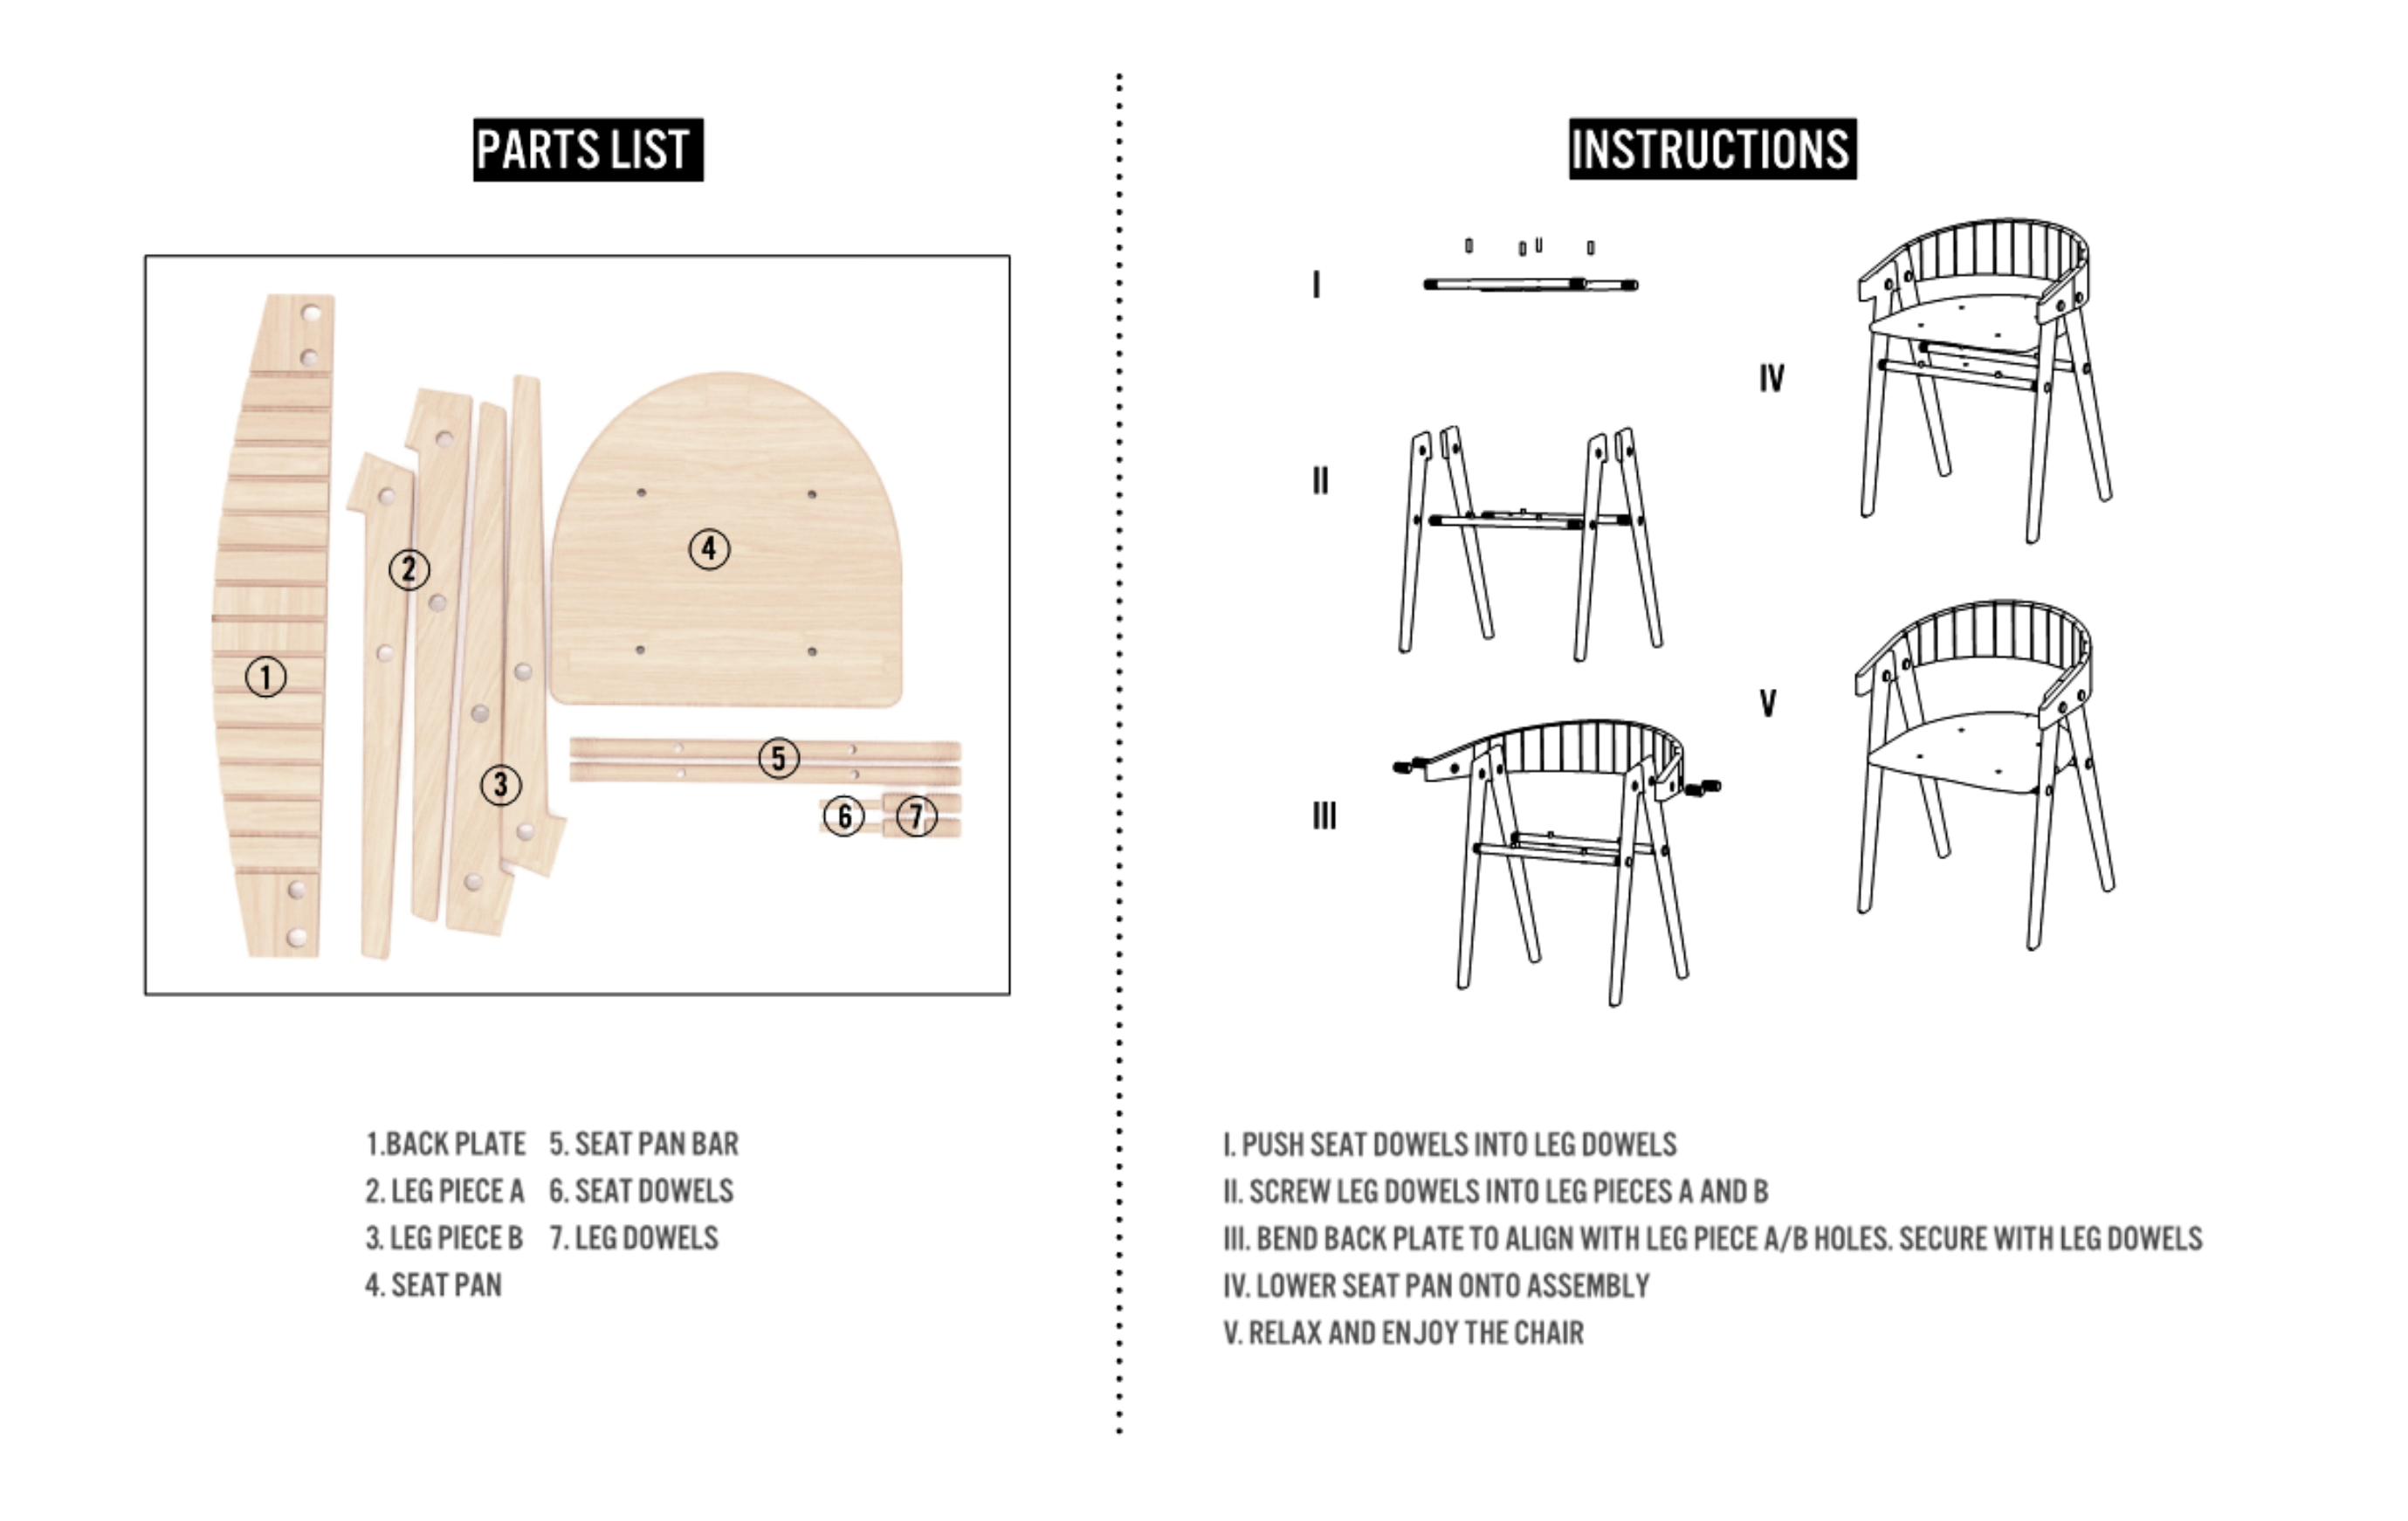 PARTS LIST
1
2
3
4
5
6
7
1.BACK PLATE
2. LEG PIECE A
3. LEG PIECE B
4. SEAT PAN
5. SEAT PAN BAR
6. SEAT DOWELS
7. LEG DOWELS
INSTRUCTIONS
I
II
III
IV
V
I. PUSH SEAT DOWELS INTO LEG DOWELS
II. SCREW LEG DOWELS INTO LEG PIECES A AND B
III. BEND BACK PLATE TO ALIGN WITH LEG PIECE A/B HOLES. SECURE WITH LEG DOWELS
IV. LOWER SEAT PAN ONTO ASSEMBLY
V. RELAX AND ENJOY THE CHAIR